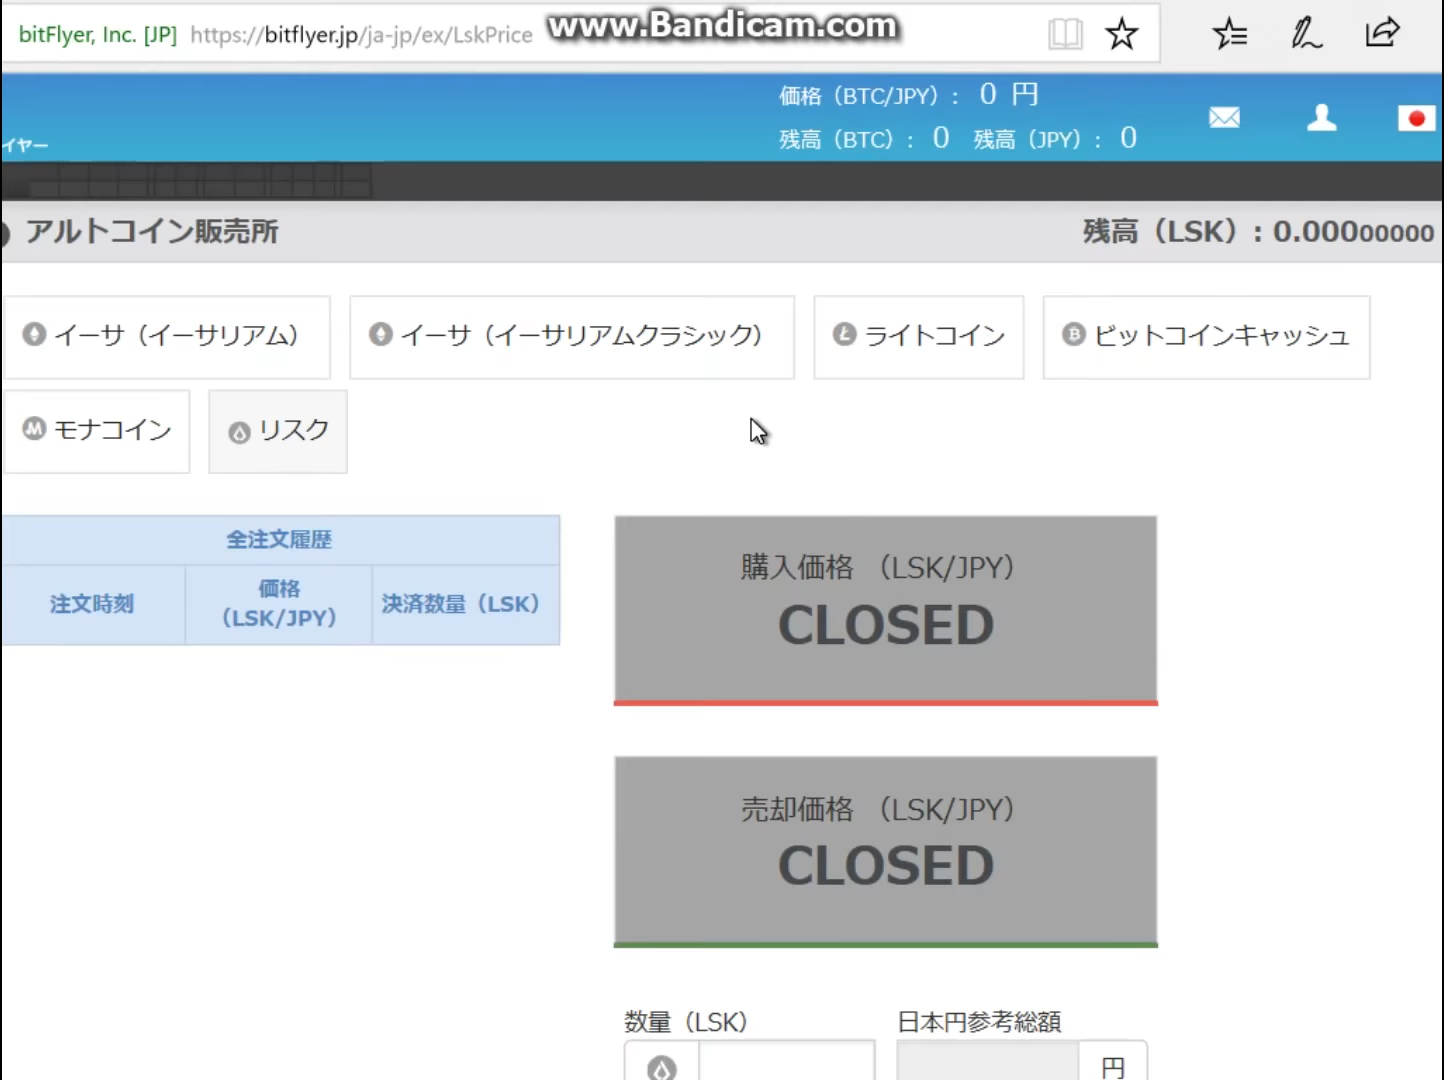 bitFlyer, Inc. [JP] https://bitflyer.jp/ja-jp/ex/LskPrice
www.Bandicam.com
価格（BTC/JPY）： 0 円
イヤー
残高（BTC）： 0 残高（JPY）： 0
アルトコイン販売所
残高（LSK）: 0.00000000
イーサ（イーサリアム）
イーサ（イーサリアムクラシック）
ライトコイン
ビットコインキャッシュ
モナコイン
リスク
全注文履歴
注文時刻
価格
（LSK/JPY）
決済数量（LSK）
購入価格 （LSK/JPY）
CLOSED
売却価格 （LSK/JPY）
CLOSED
数量（LSK）
日本円参考総額
円